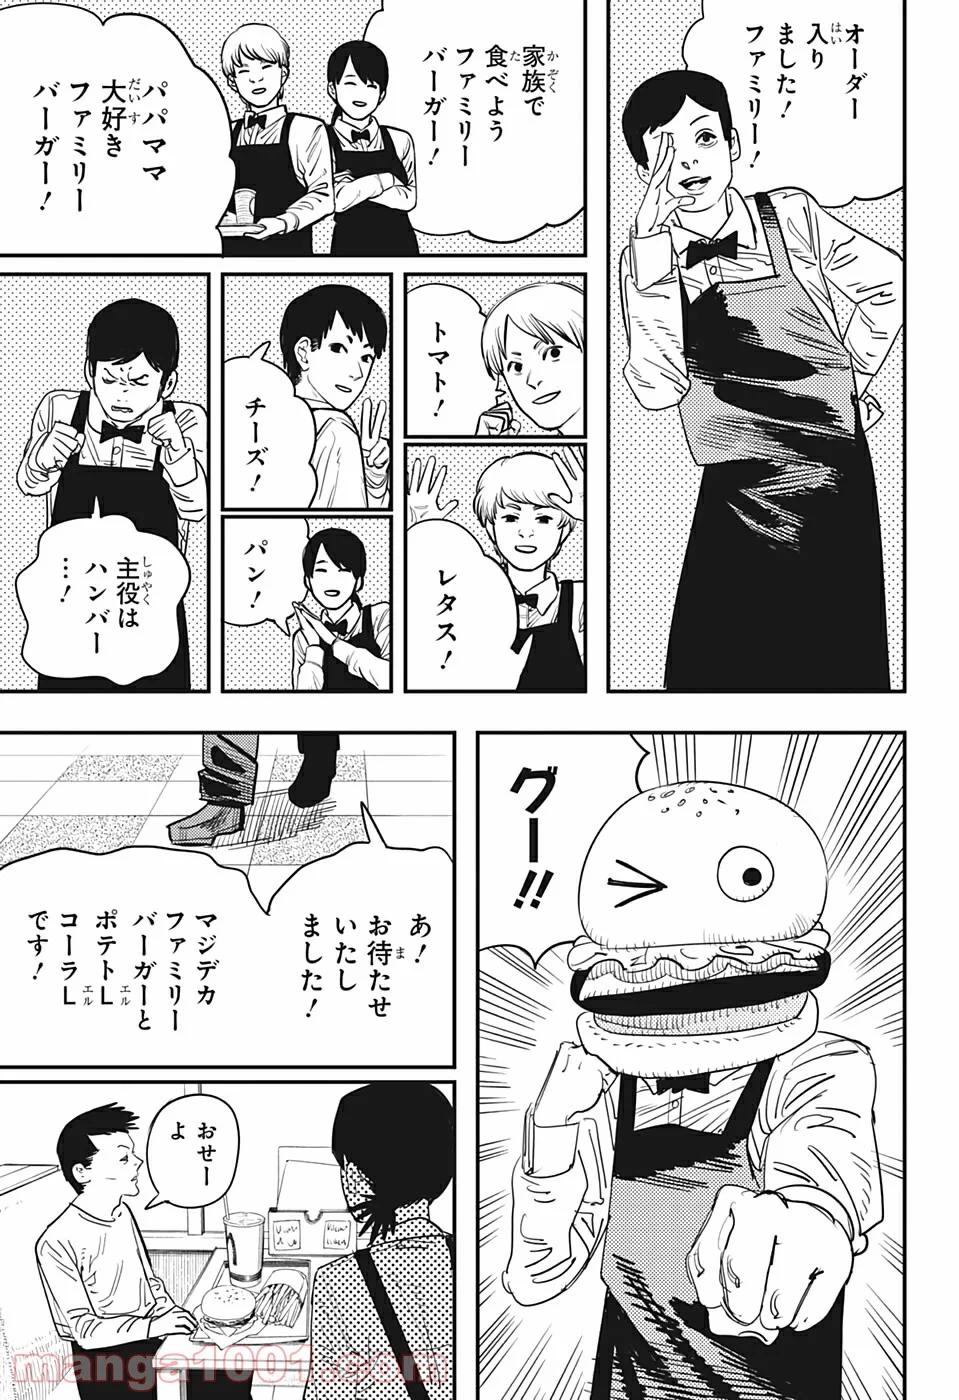 オーダー
入り
ました！
ファミリー！
家族で
食べよう
ファミリー
バーガー！
パパママ
大好き
ファミリー
バーガー！
トマト！
レタス！
チーズ！
パン！
主役は
ハンバー
…！
グー!!
あ！
お待たせ
いたし
ました！
マジデカ
ファミリー
バーガーと
ポテトL
コーラL
です！
おせー
よ
manga1001.com